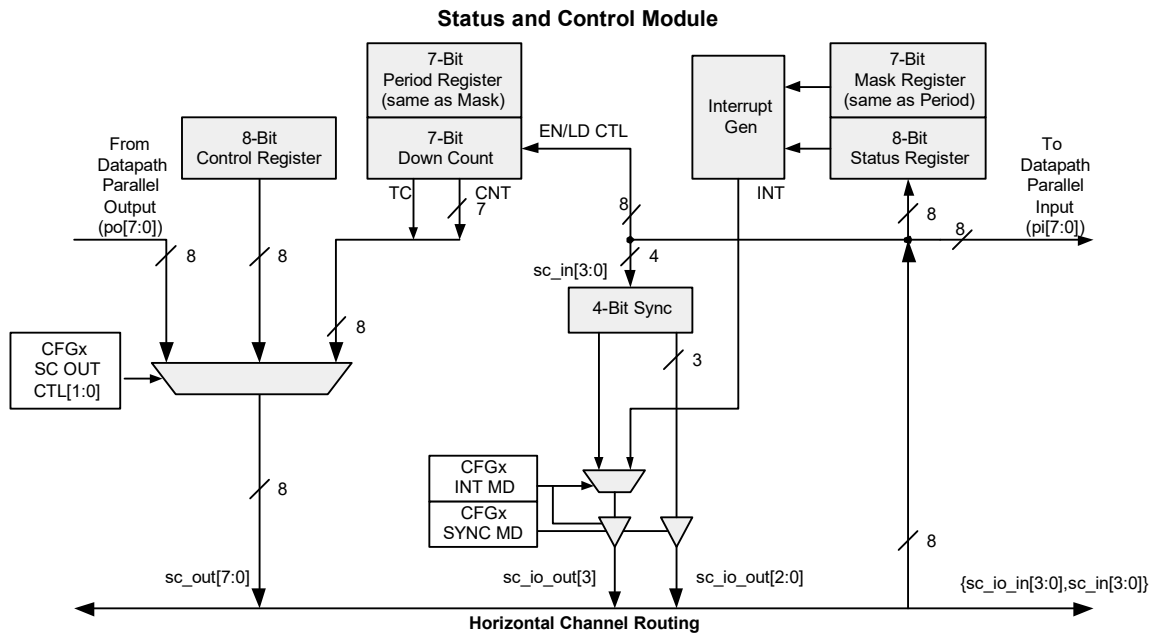 Status and Control Module
7-Bit
Period Register
(same as Mask)
7-Bit
Down Count
8-Bit
Control Register
Interrupt
Gen
7-Bit
Mask Register
(same as Period)
8-Bit
Status Register
EN/LD CTL
From
Datapath
Parallel
Output
(po[7:0])
To
Datapath
Parallel
Input
(pi[7:0])
TC
CNT
7
INT
8
8
8
8
8
4
sc_in[3:0]
4-Bit Sync
8
3
CFGx
SC OUT
CTL[1:0]
CFGx
INT MD
CFGx
SYNC MD
8
8
sc_out[7:0]
sc_io_out[3]
sc_io_out[2:0]
{sc_io_in[3:0],sc_in[3:0]}
Horizontal Channel Routing